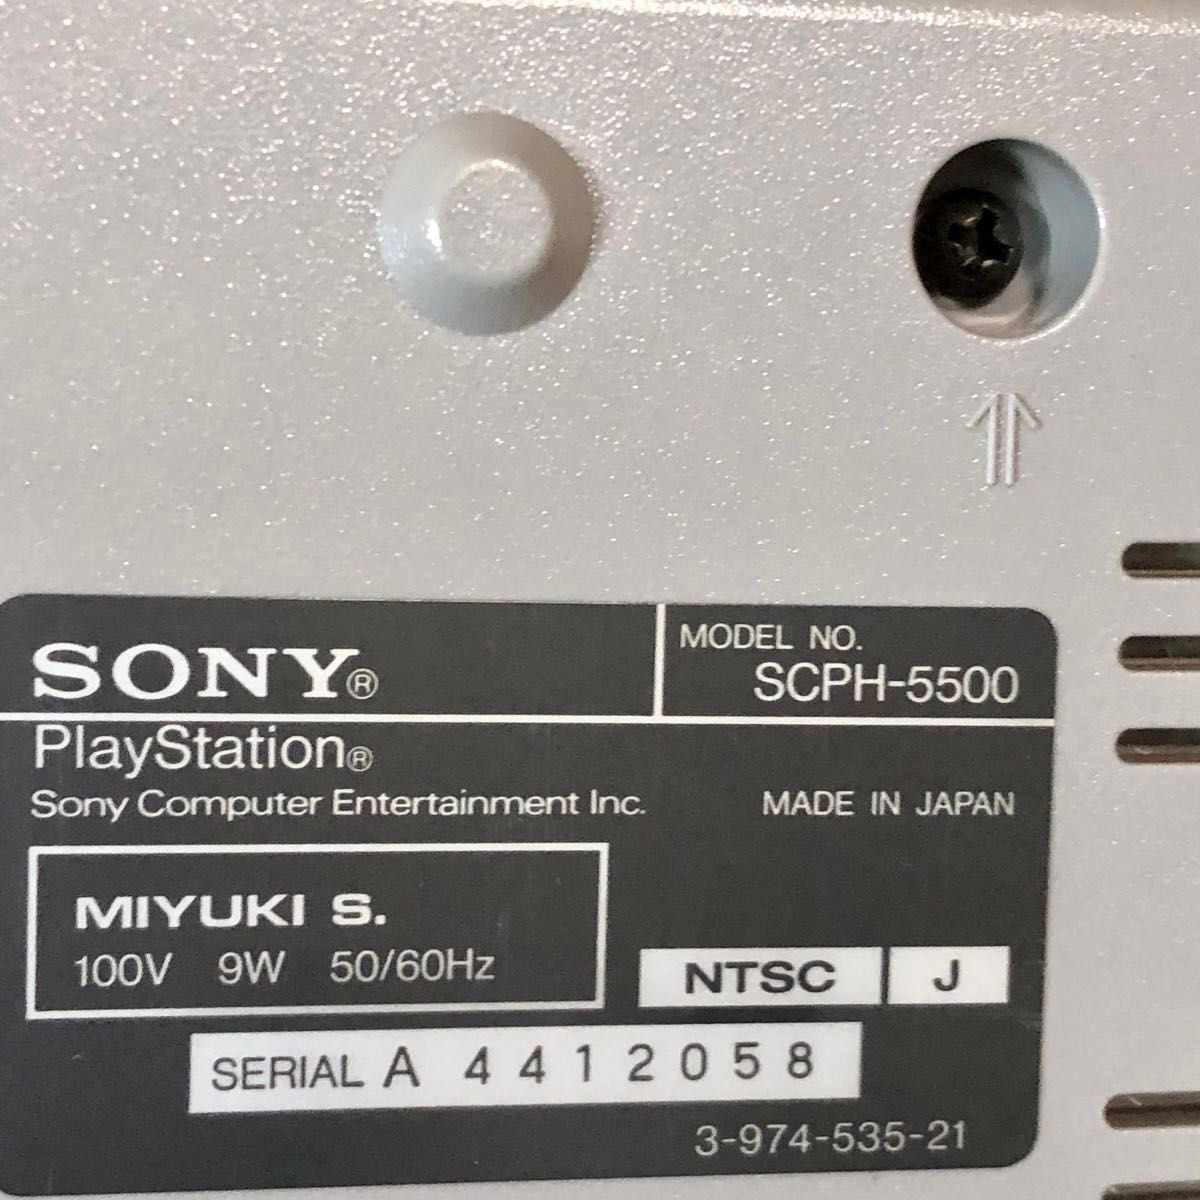 SONY®
MODEL NO.
SCPH-5500
PlayStation®
Sony Computer Entertainment Inc.
MADE IN JAPAN
MIYUKI S.
100V 9W 50/60Hz
NTSC J
SERIAL A 4412058
3-974-535-21